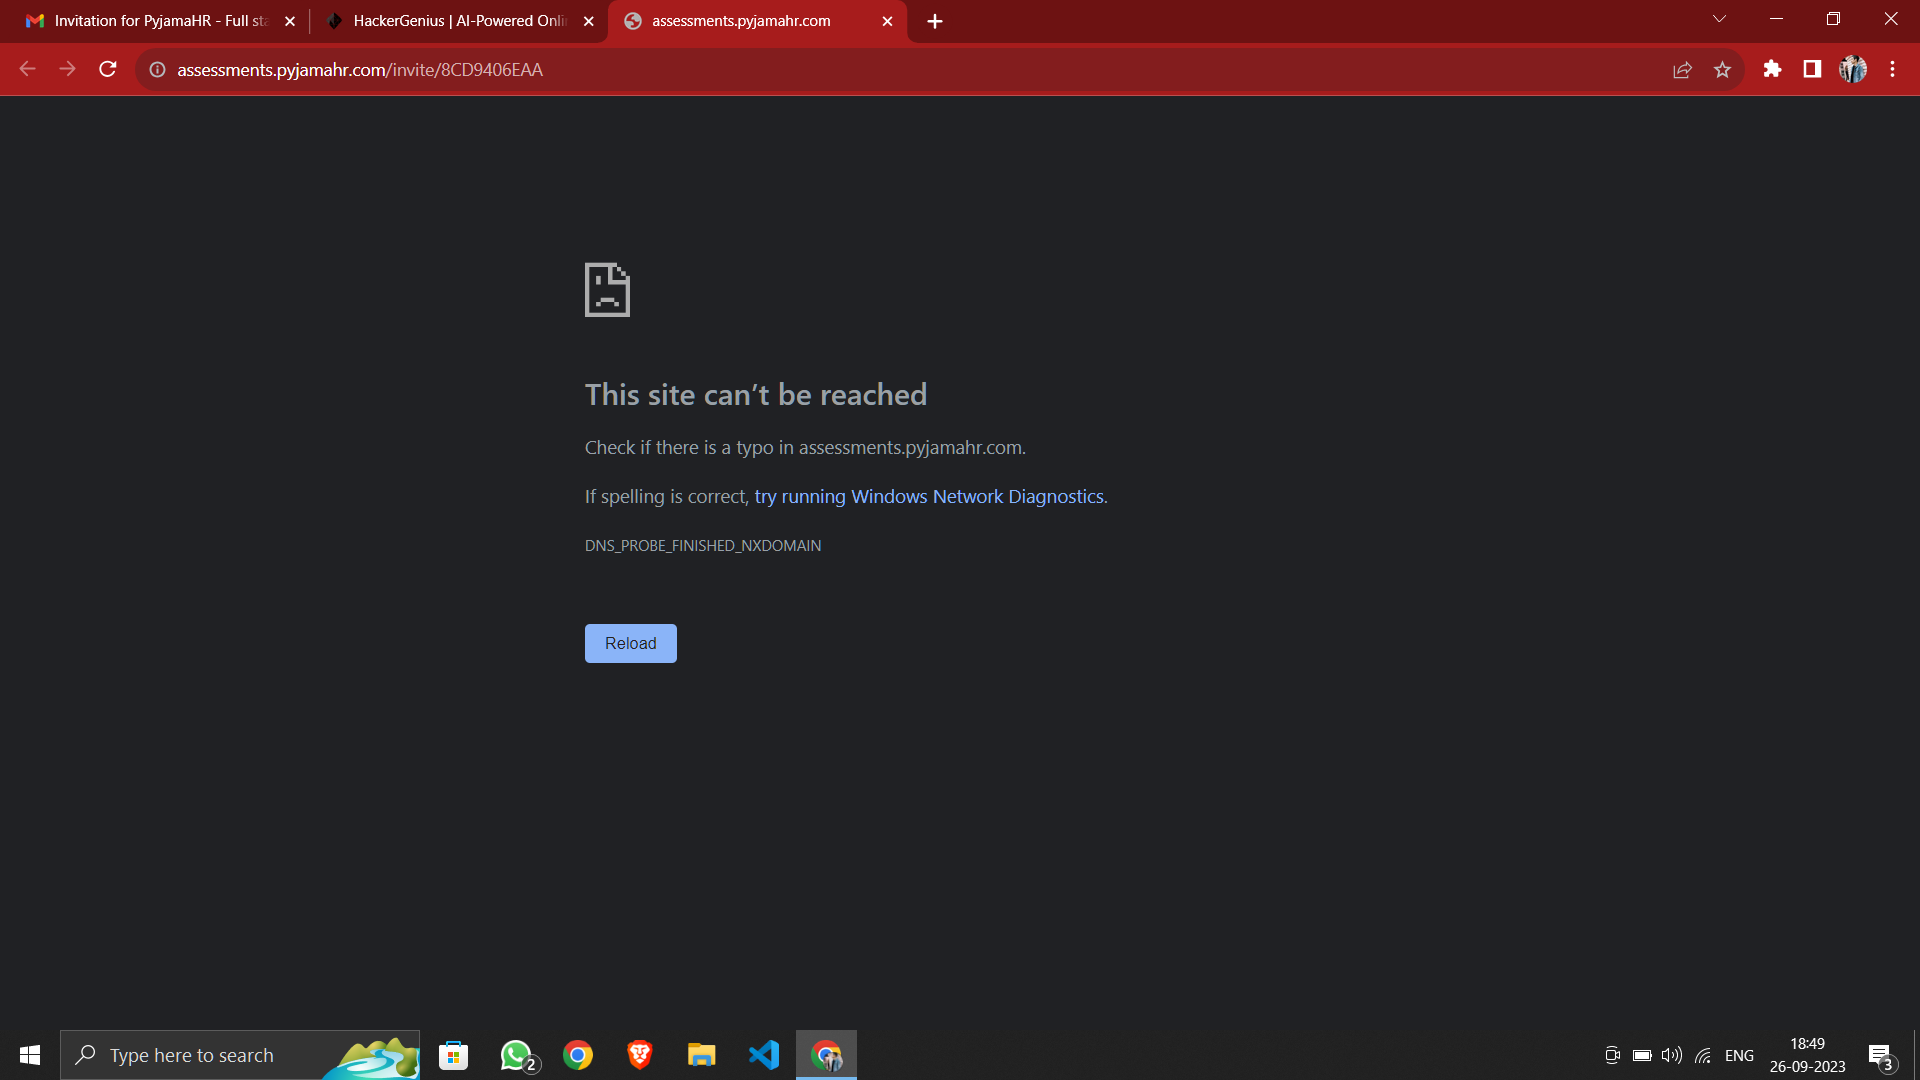 Invitation for PyjamaHR - Full sta
HackerGenius | AI-Powered Onli
assessments.pyjamahr.com
assessments.pyjamahr.com/invite/8CD9406EAA
This site can’t be reached
Check if there is a typo in assessments.pyjamahr.com.
If spelling is correct, try running Windows Network Diagnostics.
DNS_PROBE_FINISHED_NXDOMAIN
Reload
Type here to search
2
ENG
18:49
26-09-2023
3